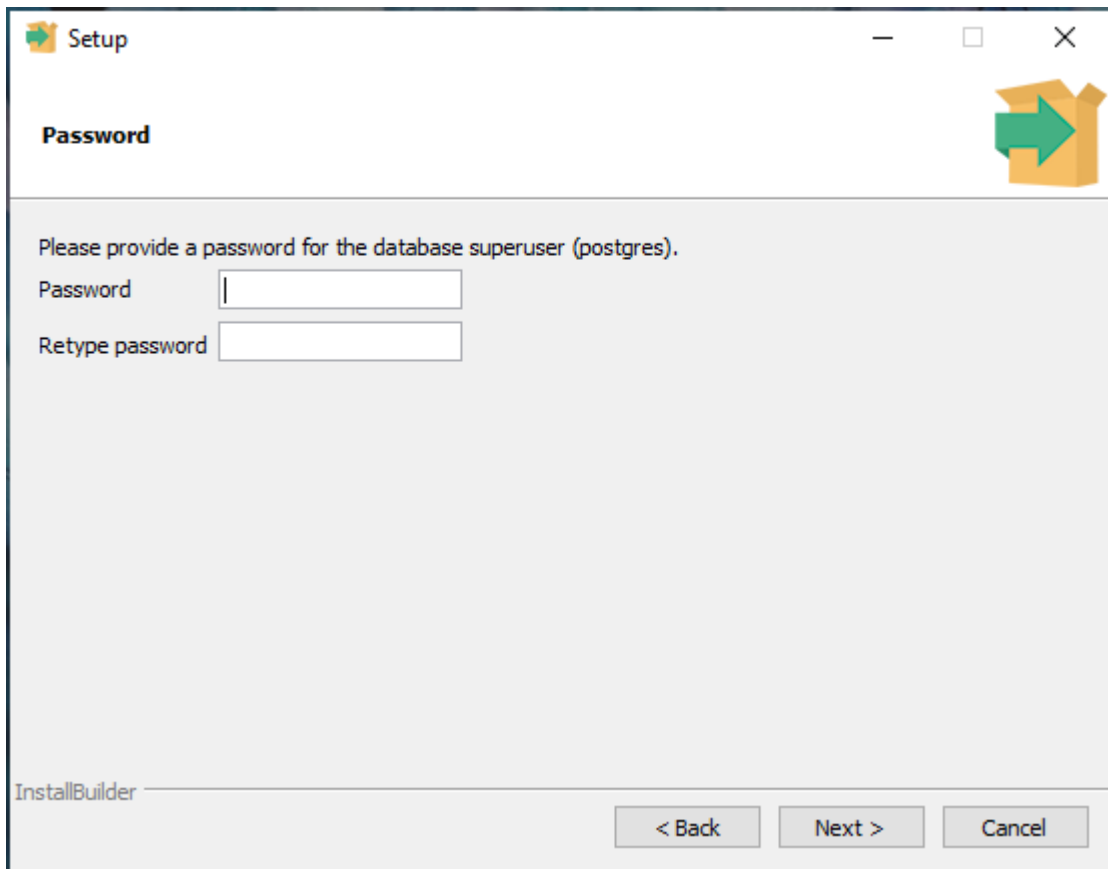 Setup
Password
Please provide a password for the database superuser (postgres).
Password
Retype password
InstallBuilder
< Back Next > Cancel